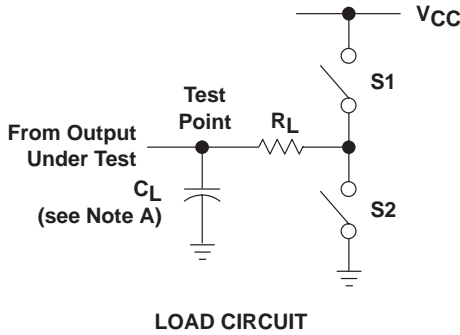 VCC
S1
Test
Point
RL
From Output
Under Test
CL
(see Note A)
S2
LOAD CIRCUIT